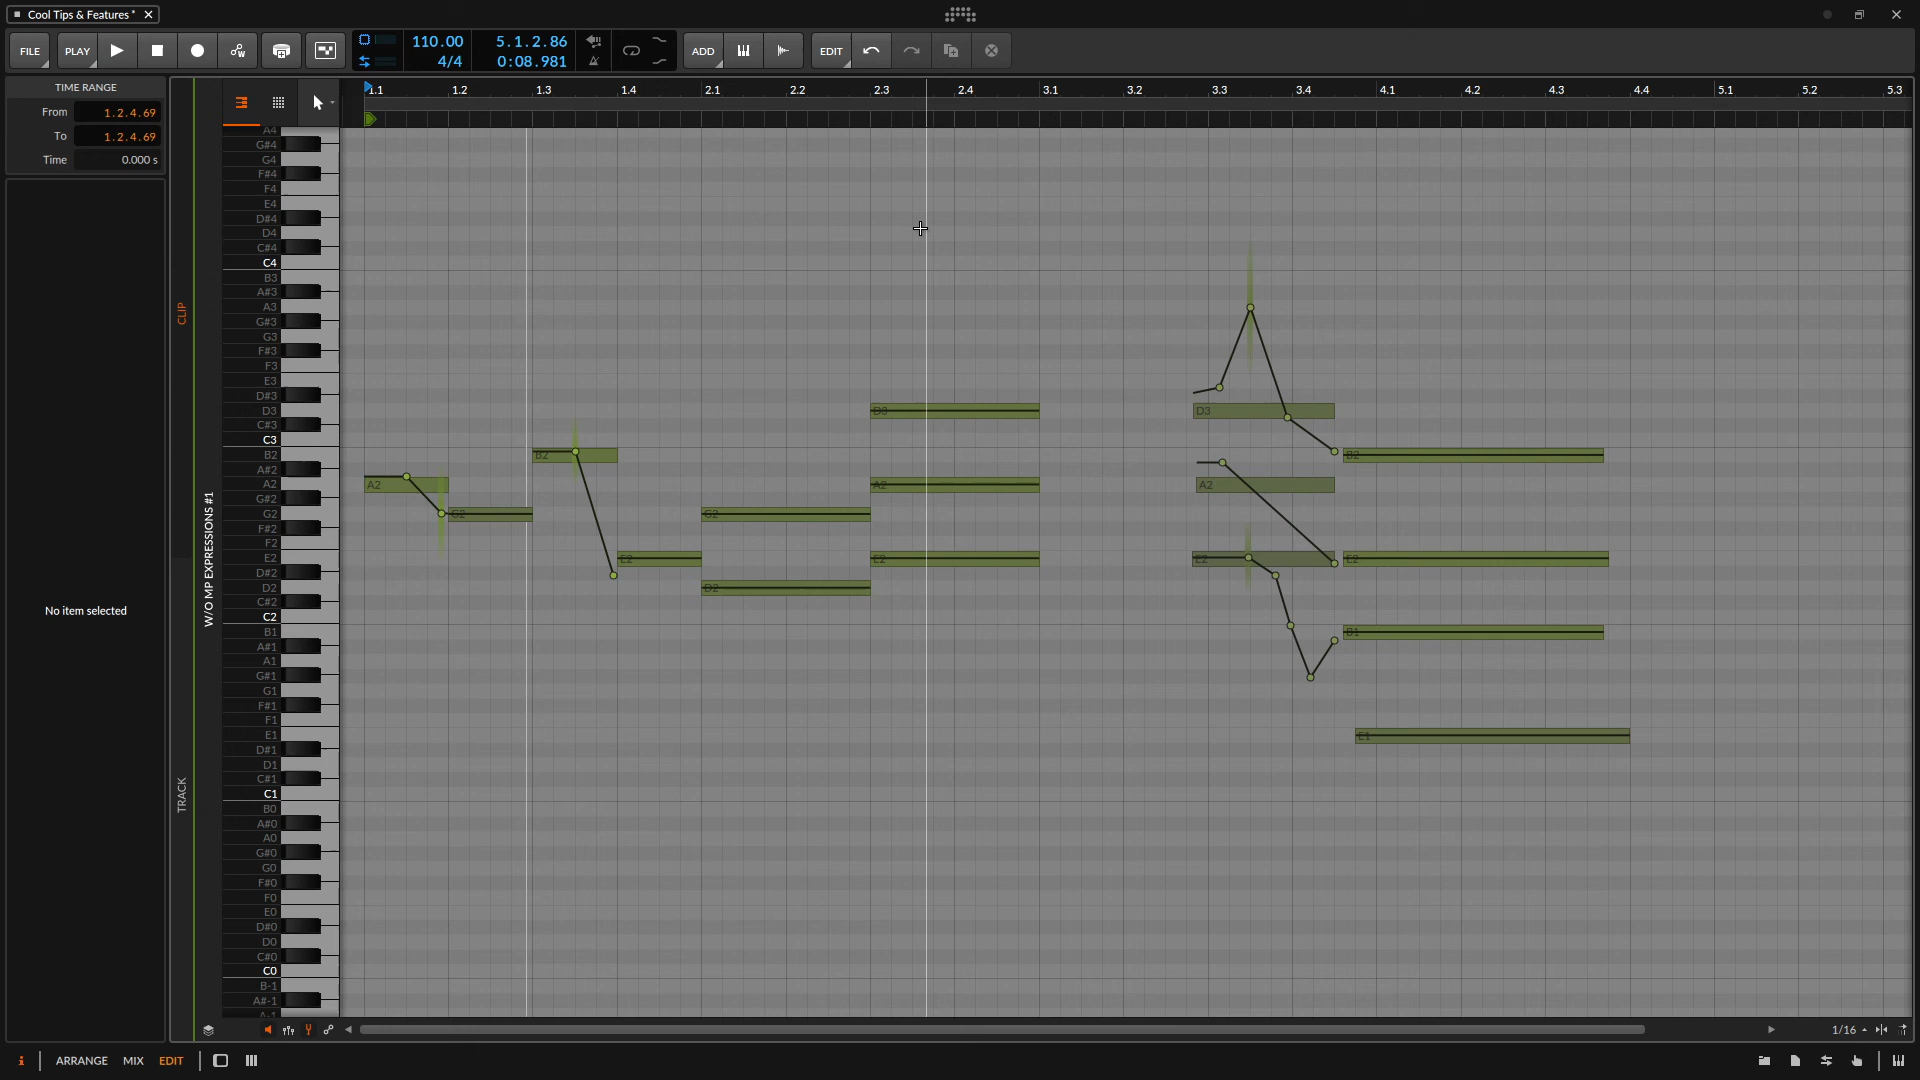 Cool Tips & Features*
FILE
PLAY
110.00
4/4
5.1.2.86
0:08.981
ADD
EDIT
TIME RANGE
From 1.2.4.69
To 1.2.4.69
Time 0.000 s
No item selected
CLIP
TRACK
W/O MP EXPRESSIONS #1
1.1 1.2 1.3 1.4 2.1 2.2 2.3 2.4 3.1 3.2 3.3 3.4 4.1 4.2 4.3 4.4 5.1 5.2 5.3
A4
G#4
G4
F#4
F4
E4
D#4
D4
C#4
C4
B3
A#3
A3
G#3
G3
F#3
F3
E3
D#3
D3
C#3
C3
B2
A#2
A2
G#2
G2
F#2
F2
E2
D#2
D2
C#2
C2
B1
A#1
A1
G#1
G1
F#1
F1
E1
D#1
D1
C#1
C1
B0
A#0
A0
G#0
G0
F#0
F0
E0
D#0
D0
C#0
C0
B-1
A#-1
A-1
D3 D3
B2 B2
A2 A2 A2
G2 G2
E2 E2 E2 E2
D2
B1
E1
1/16
i
ARRANGE MIX EDIT